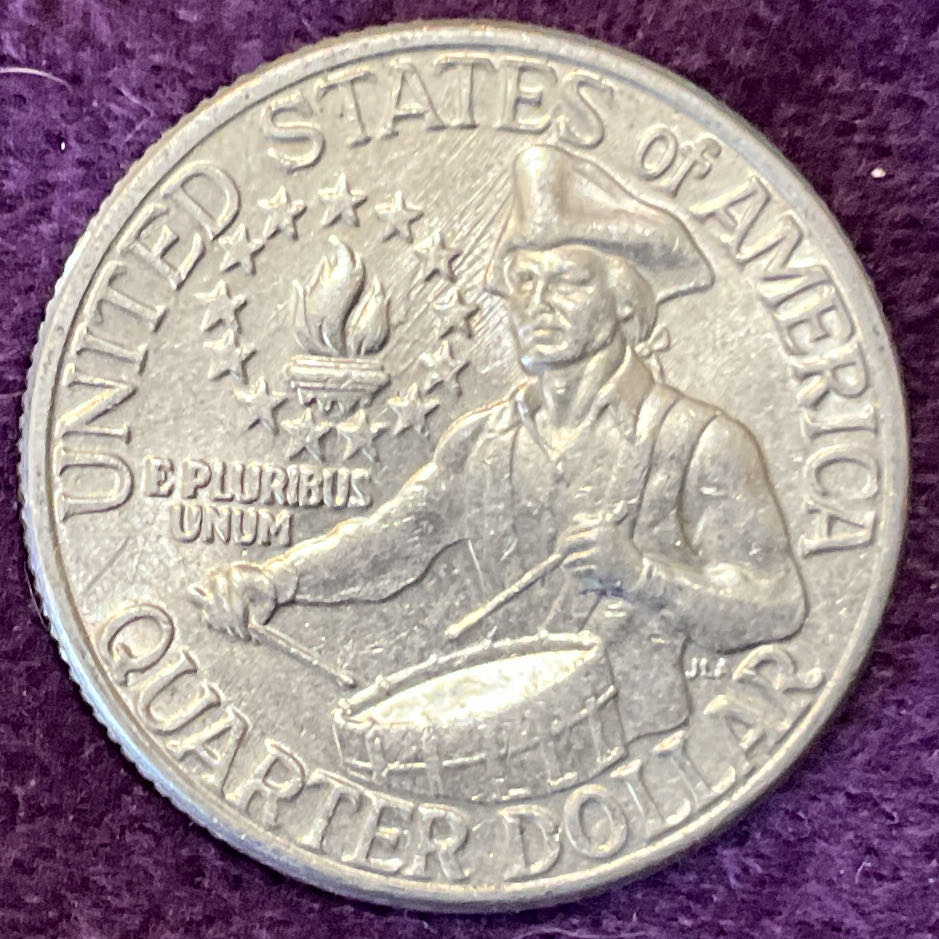 UNITED STATES of AMERICA
E PLURIBUS
UNUM
JLA
QUARTER DOLLAR